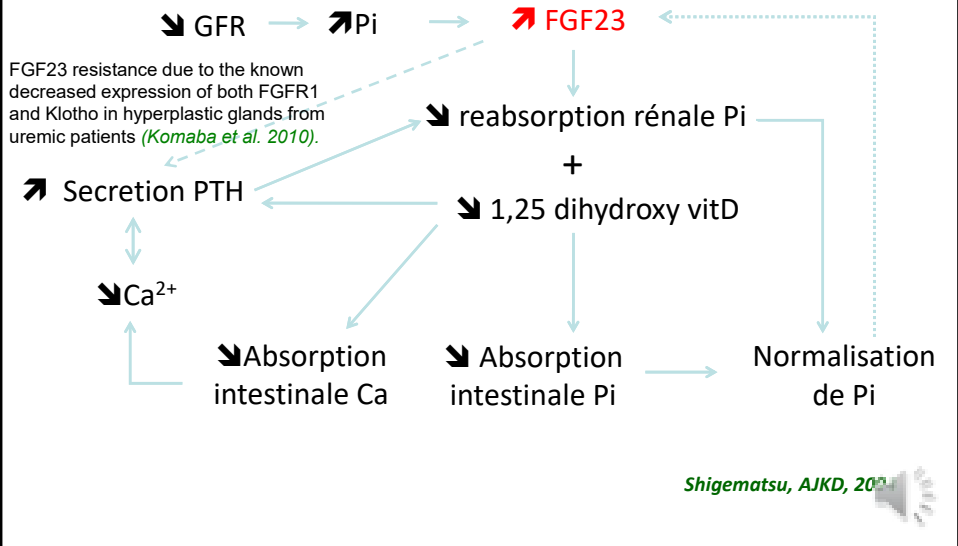 ↘ GFR → ↗Pi → ↗ FGF23
FGF23 resistance due to the known
decreased expression of both FGFR1
and Klotho in hyperplastic glands from
uremic patients (Komaba et al. 2010).
↘ reabsorption rénale Pi
+
↗ Secretion PTH
↘ 1,25 dihydroxy vitD
↘Ca²⁺
↘Absorption
intestinale Ca
↘ Absorption
intestinale Pi
Normalisation
de Pi
Shigematsu, AJKD,